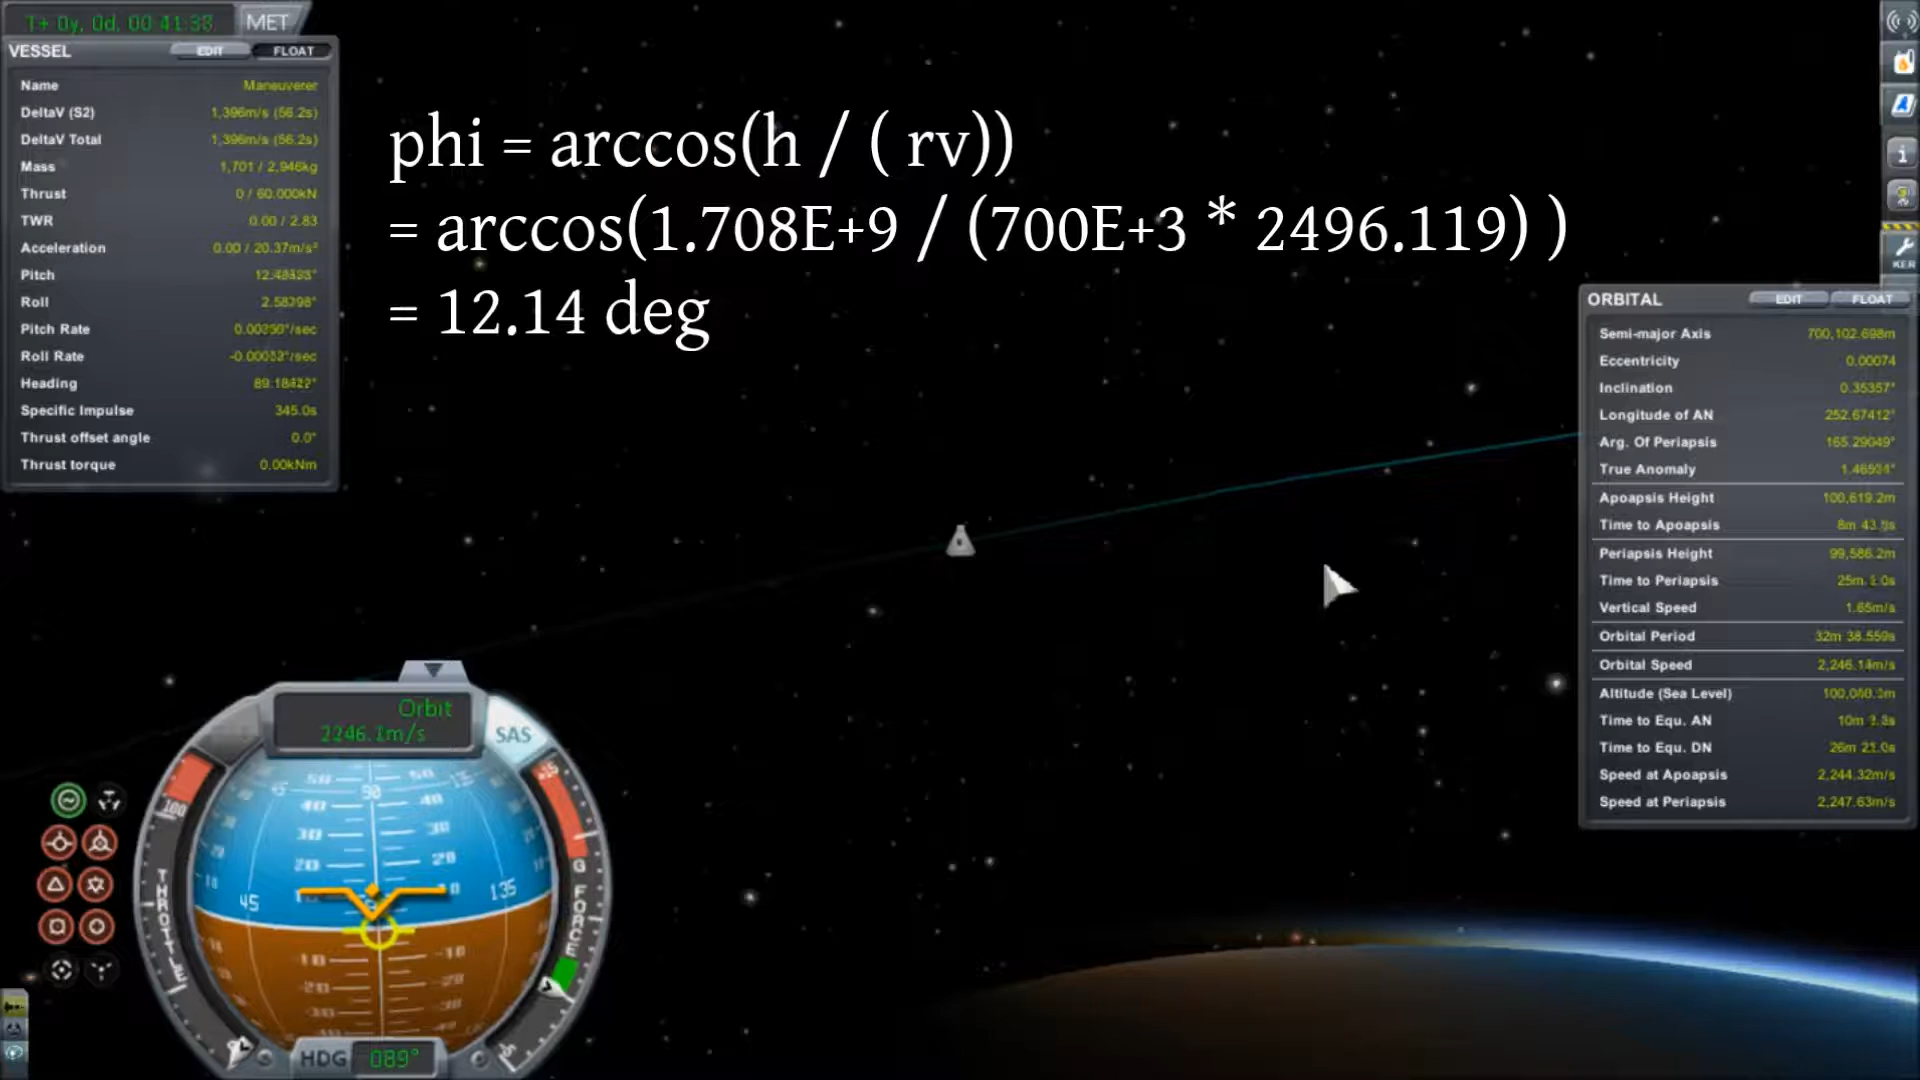 T+ 0y, 0d, 00:41:38 MET
VESSEL EDIT FLOAT
Name Maneuverer
DeltaV (S2) 1,396m/s (56.2s)
DeltaV Total 1,396m/s (56.2s)
Mass 1,701 / 2,946kg
Thrust 0 / 60.000kN
TWR 0.00 / 2.83
Acceleration 0.00 / 20.37m/s²
Pitch
Roll
Pitch Rate
Roll Rate
Heading
Specific Impulse 345.0s
Thrust offset angle 0.0°
Thrust torque 0.00kNm
phi = arccos(h / ( rv))
= arccos(1.708E+9 / (700E+3 * 2496.119) )
= 12.14 deg
KER
ORBITAL EDIT FLOAT
Semi-major Axis 700,102.698m
Eccentricity 0.00074
Inclination 0.35357°
Longitude of AN 252.67412°
Arg. Of Periapsis 165.29049°
True Anomaly
Apoapsis Height 100,619.2m
Time to Apoapsis
Periapsis Height 99,586.2m
Time to Periapsis
Vertical Speed 1.65m/s
Orbital Period 32m 38.559s
Orbital Speed
Altitude (Sea Level)
Time to Equ. AN
Time to Equ. DN
Speed at Apoapsis 2,244.32m/s
Speed at Periapsis 2,247.63m/s
Orbit
2246.1m/s
SAS
THROTTLE
100
G FORCE
45 90 135
HDG 089°